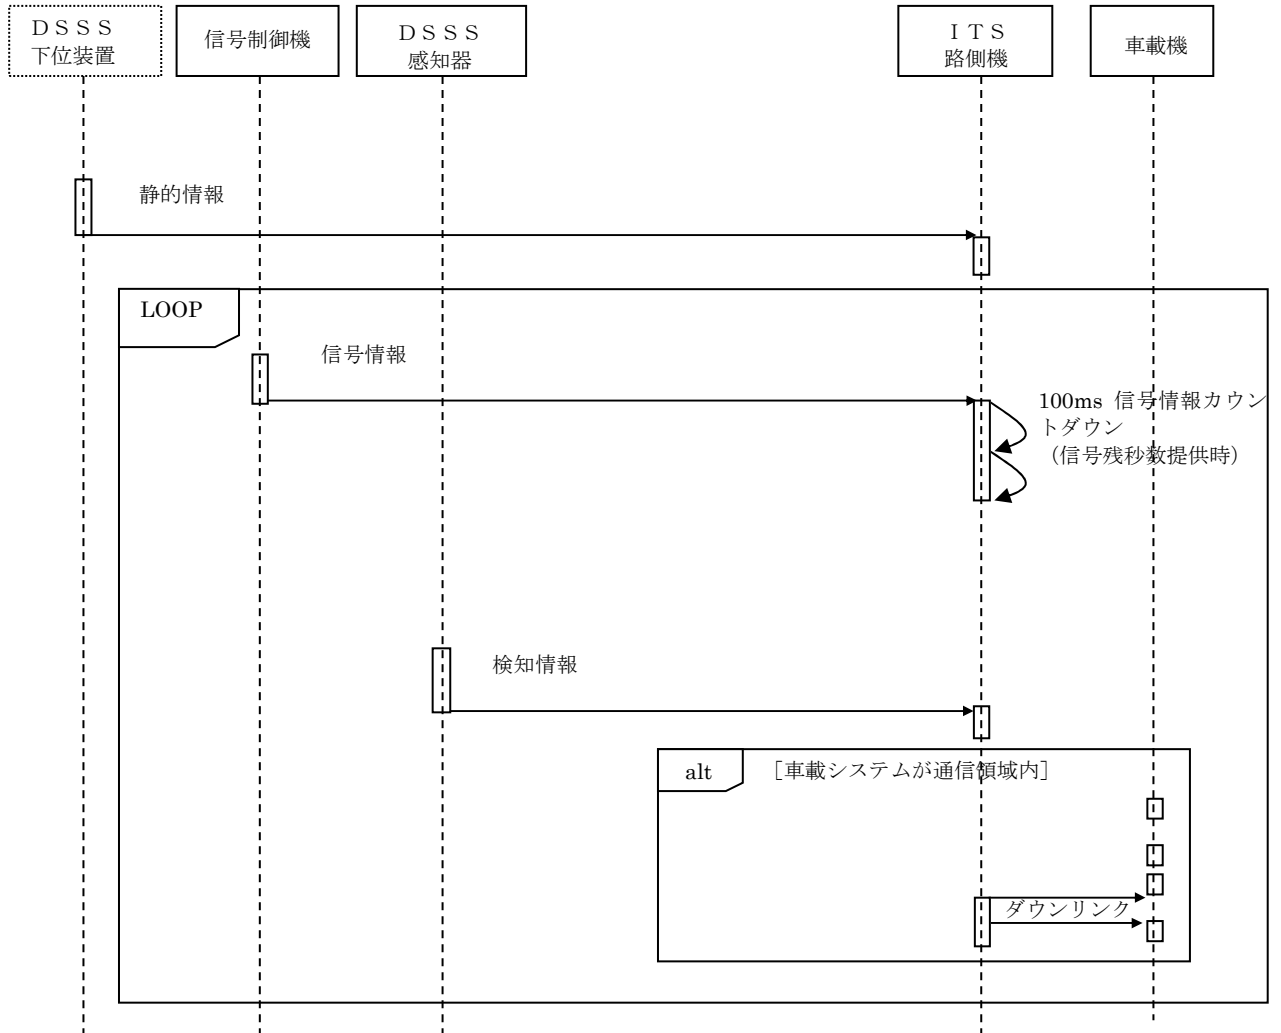 ＤＳＳＳ
下位装置
信号制御機
ＤＳＳＳ
感知器
ＩＴＳ
路側機
車載機
静的情報
LOOP
信号情報
100ms 信号情報カウン
トダウン
（信号残秒数提供時）
検知情報
alt
［車載システムが通信領域内］
ダウンリンク